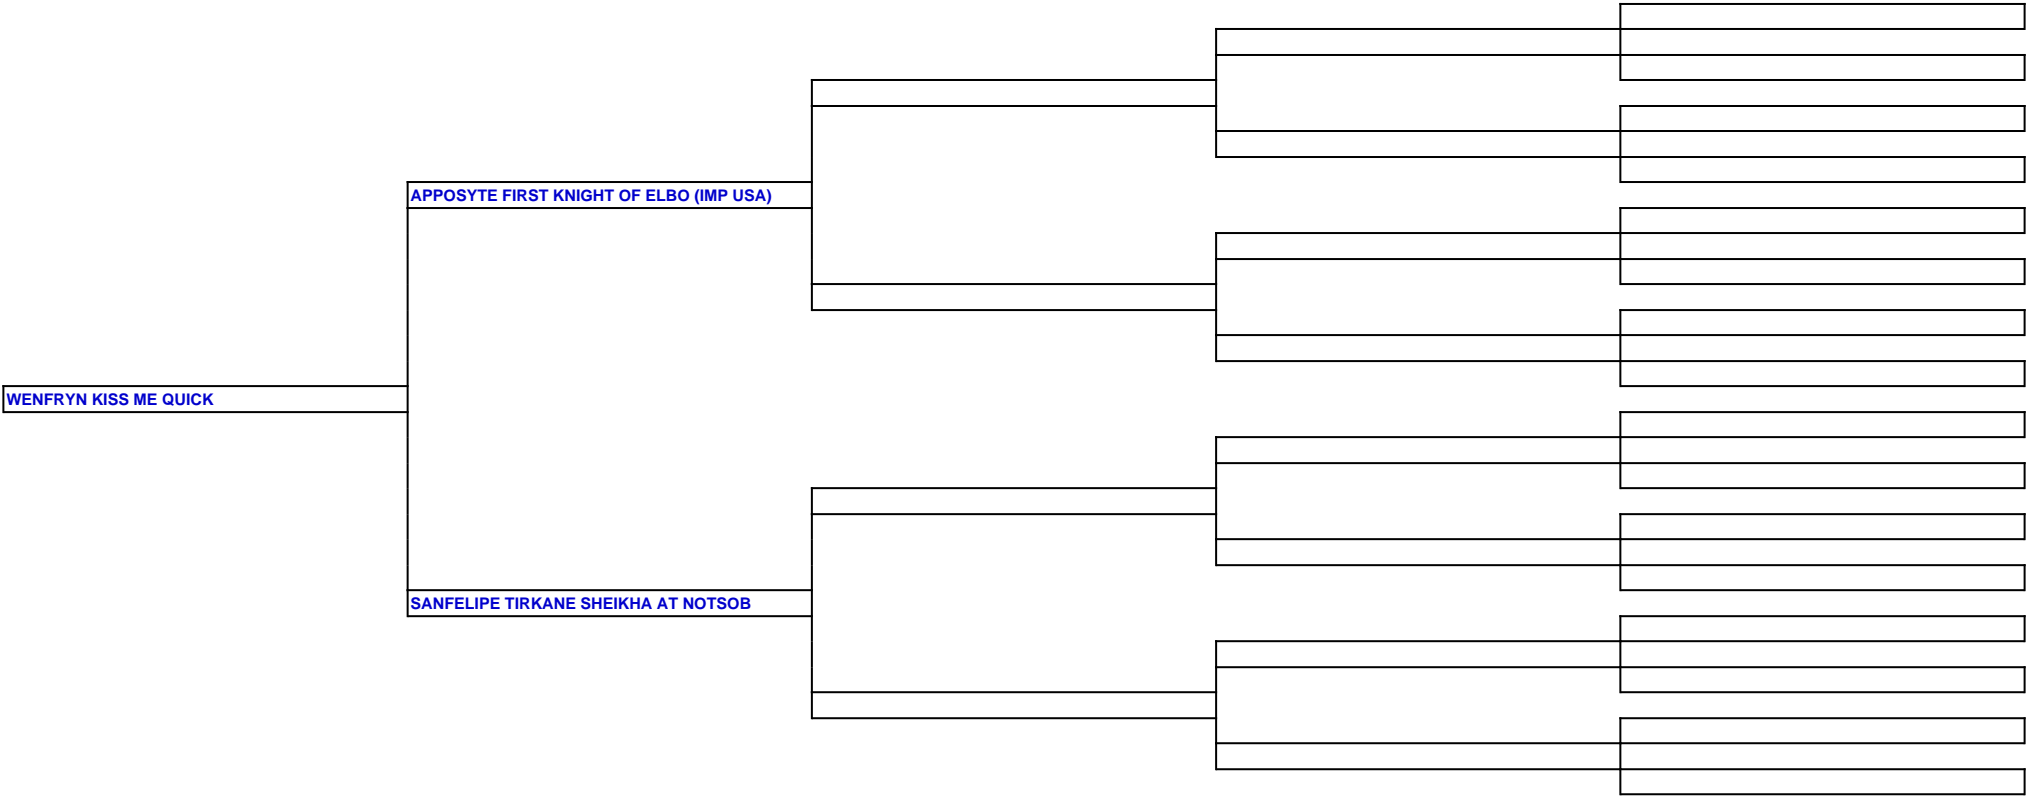 APPOSYTE FIRST KNIGHT OF ELBO (IMP USA)
WENFRYN KISS ME QUICK
SANFELIPE TIRKANE SHEIKHA AT NOTSOB